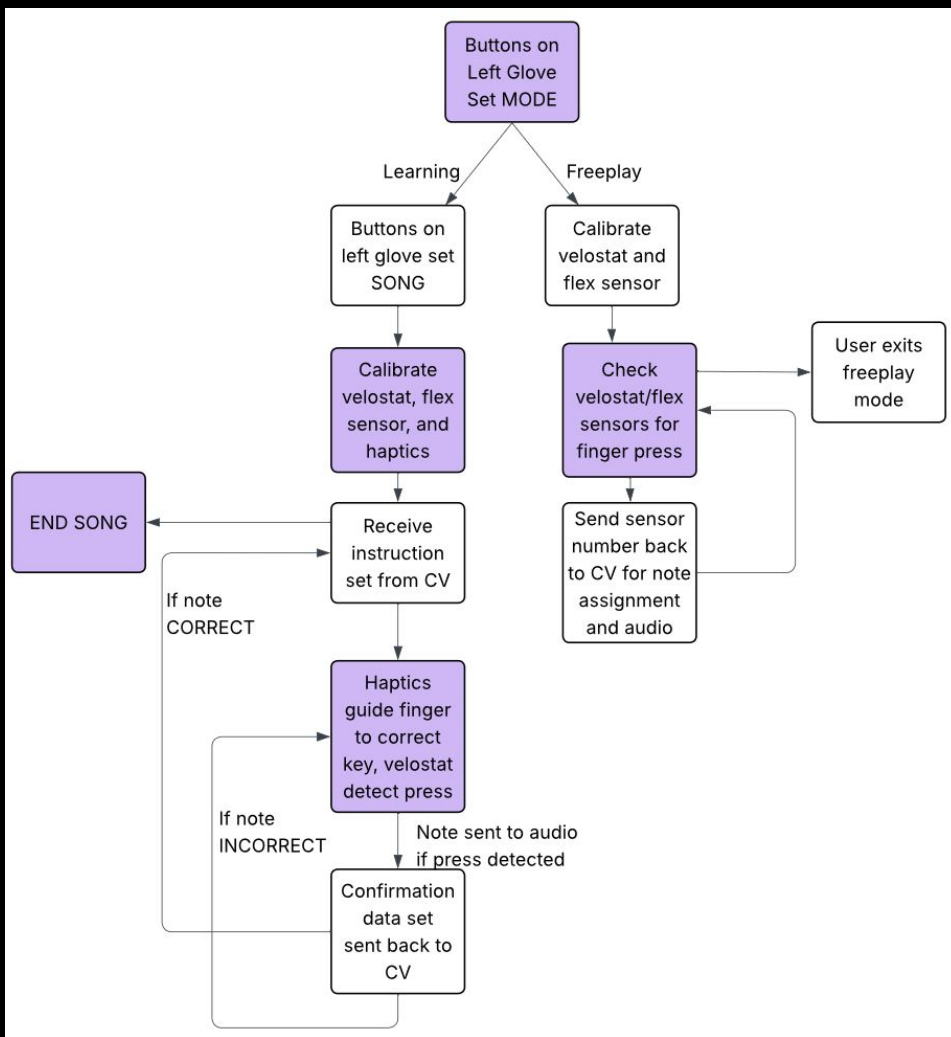 Buttons on
Left Glove
Set MODE
Learning
Freeplay
Buttons on
left glove set
SONG
Calibrate
velostat and
flex sensor
Calibrate
velostat, flex
sensor, and
haptics
Check
velostat/flex
sensors for
finger press
User exits
freeplay
mode
END SONG
Receive
instruction
set from CV
Send sensor
number back
to CV for note
assignment
and audio
If note
CORRECT
Haptics
guide finger
to correct
key, velostat
detect press
If note
INCORRECT
Note sent to audio
if press detected
Confirmation
data set
sent back to
CV